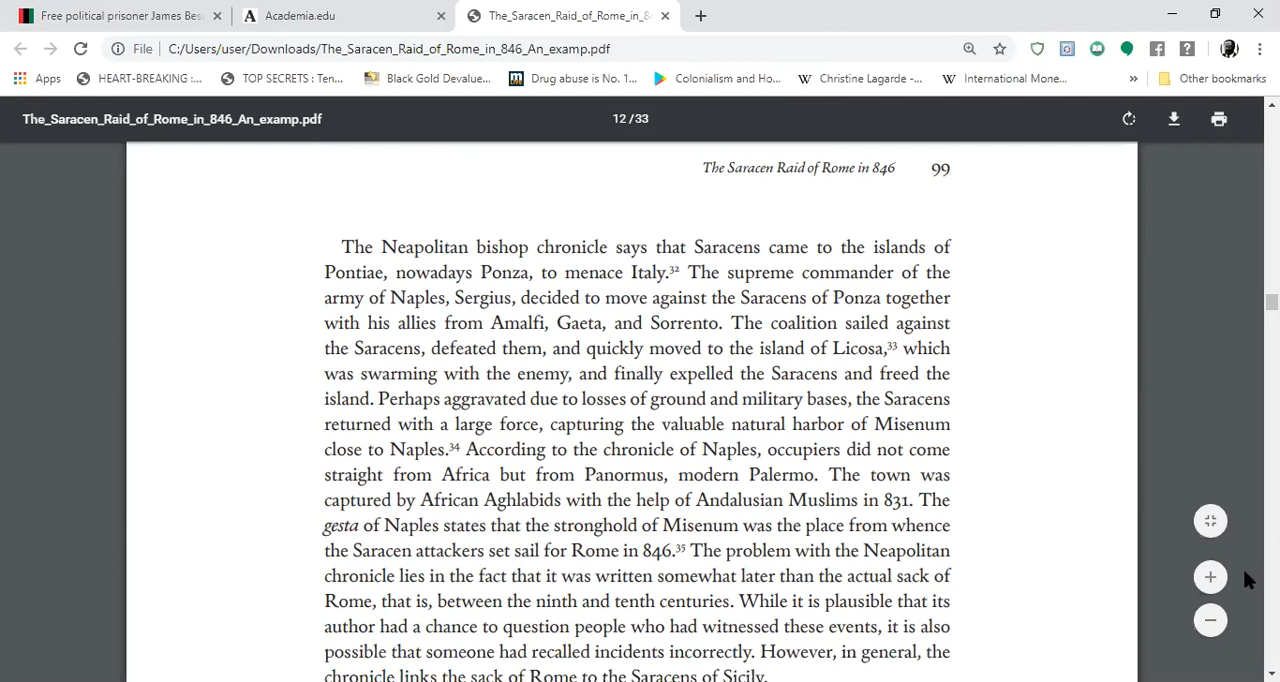 Free political prisoner James Bes
Academia.edu
The_Saracen_Raid_of_Rome_in_8
File
C:/Users/user/Downloads/The_Saracen_Raid_of_Rome_in_846_An_examp.pdf
Apps
HEART-BREAKING :...
TOP SECRETS : Ten...
Black Gold Devalue...
Drug abuse is No. 1...
Colonialism and Ho...
Christine Lagarde -...
International Mone...
»
Other bookmarks
The_Saracen_Raid_of_Rome_in_846_An_examp.pdf
12 / 33
The Saracen Raid of Rome in 846 99
The Neapolitan bishop chronicle says that Saracens came to the islands of
Pontiae, nowadays Ponza, to menace Italy.³² The supreme commander of the
army of Naples, Sergius, decided to move against the Saracens of Ponza together
with his allies from Amalfi, Gaeta, and Sorrento. The coalition sailed against
the Saracens, defeated them, and quickly moved to the island of Licosa,³³ which
was swarming with the enemy, and finally expelled the Saracens and freed the
island. Perhaps aggravated due to losses of ground and military bases, the Saracens
returned with a large force, capturing the valuable natural harbor of Misenum
close to Naples.³⁴ According to the chronicle of Naples, occupiers did not come
straight from Africa but from Panormus, modern Palermo. The town was
captured by African Aghlabids with the help of Andalusian Muslims in 831. The
gesta of Naples states that the stronghold of Misenum was the place from whence
the Saracen attackers set sail for Rome in 846.³⁵ The problem with the Neapolitan
chronicle lies in the fact that it was written somewhat later than the actual sack of
Rome, that is, between the ninth and tenth centuries. While it is plausible that its
author had a chance to question people who had witnessed these events, it is also
possible that someone had recalled incidents incorrectly. However, in general, the
chronicle links the sack of Rome to the Saracens of Sicily.